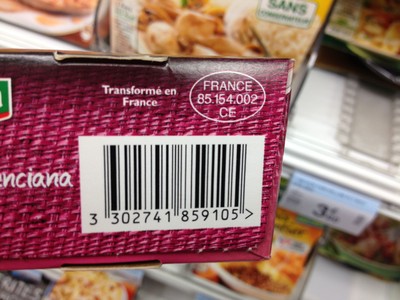 SANS
Transformé en
France
FRANCE
85.154.002
CE
enciana
3 302741 859105 >